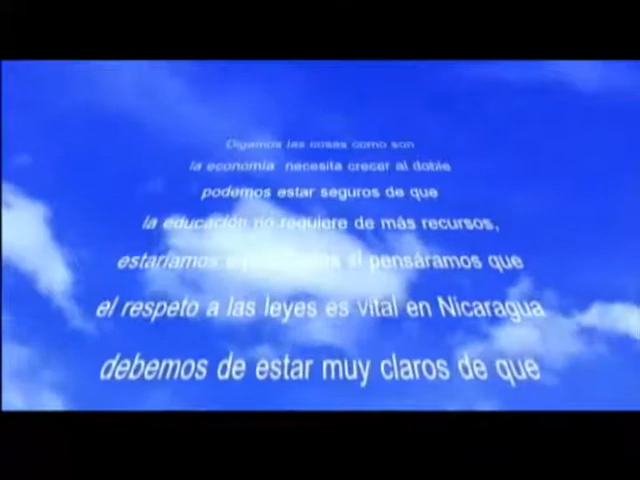 Digamos las cosas como son
la economía necesita crecer al doble
podemos estar seguros de que
la educación no requiere de más recursos,
estaríamos equivocados si pensáramos que
el respeto a las leyes es vital en Nicaragua
debemos de estar muy claros de que